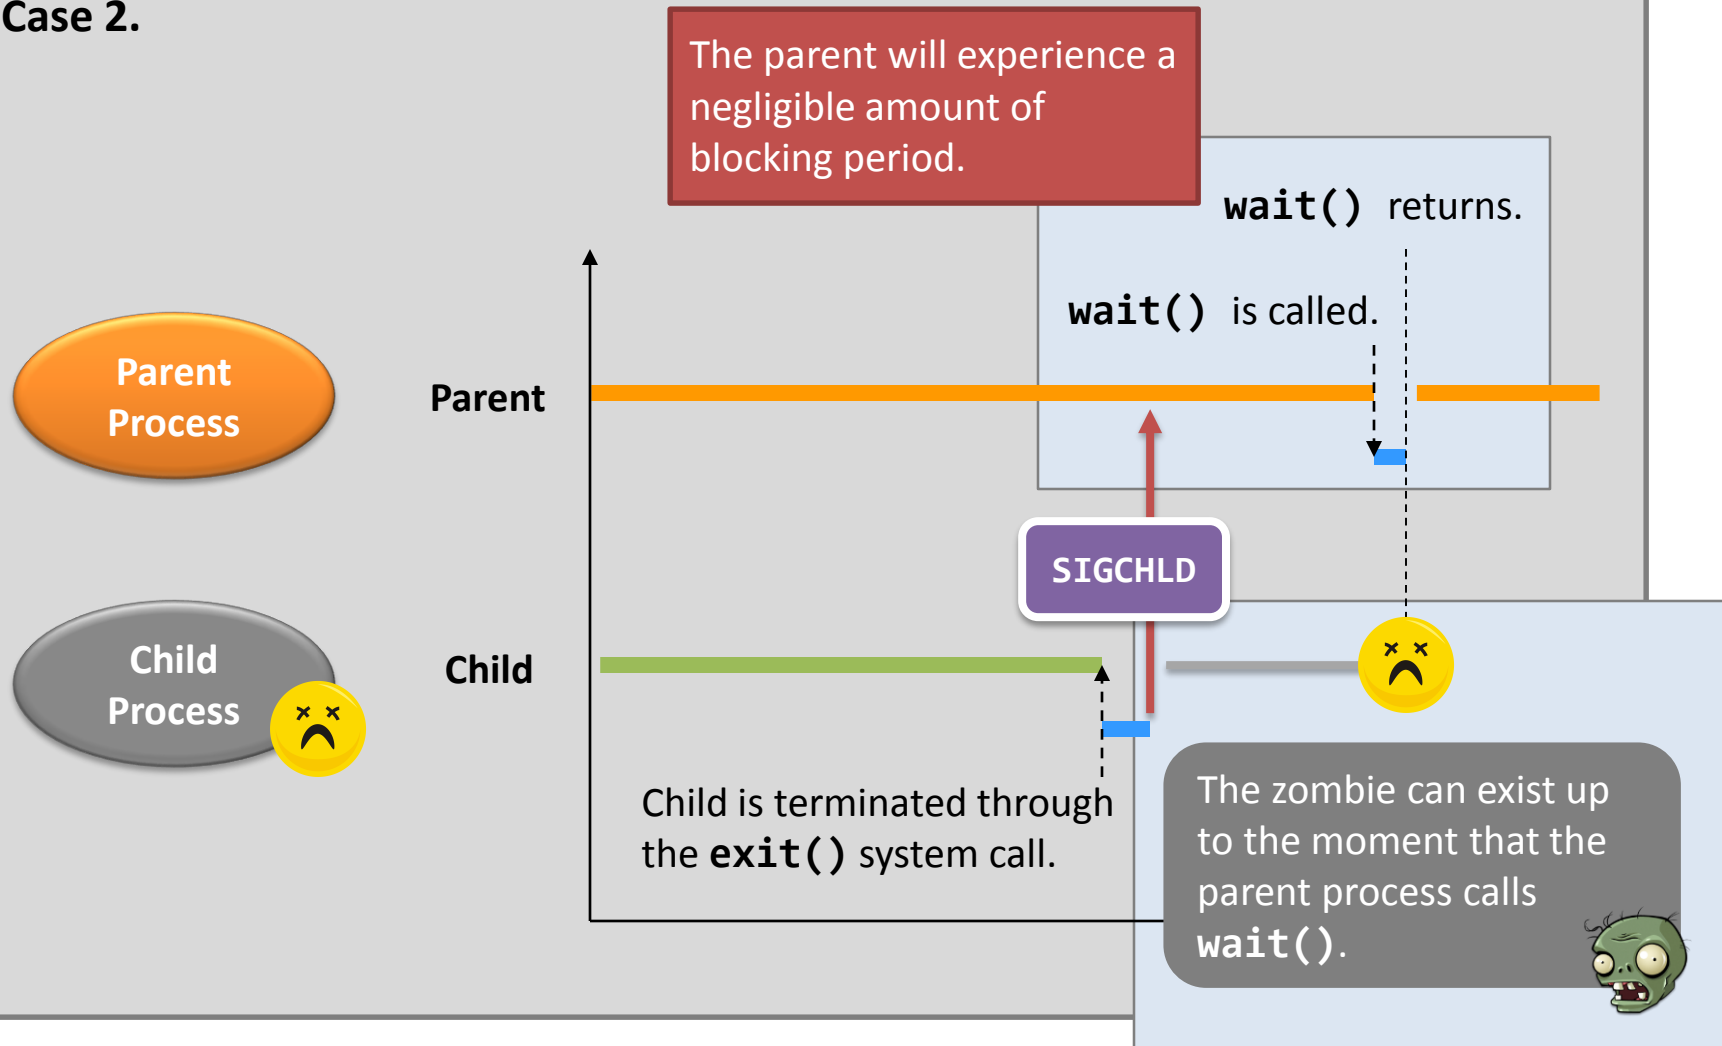 Case 2.
The parent will experience a
negligible amount of
blocking period.
wait() returns.
wait() is called.
Parent
Process
Parent
SIGCHLD
Child
Process
Child
Child is terminated through
the exit() system call.
The zombie can exist up
to the moment that the
parent process calls
wait().